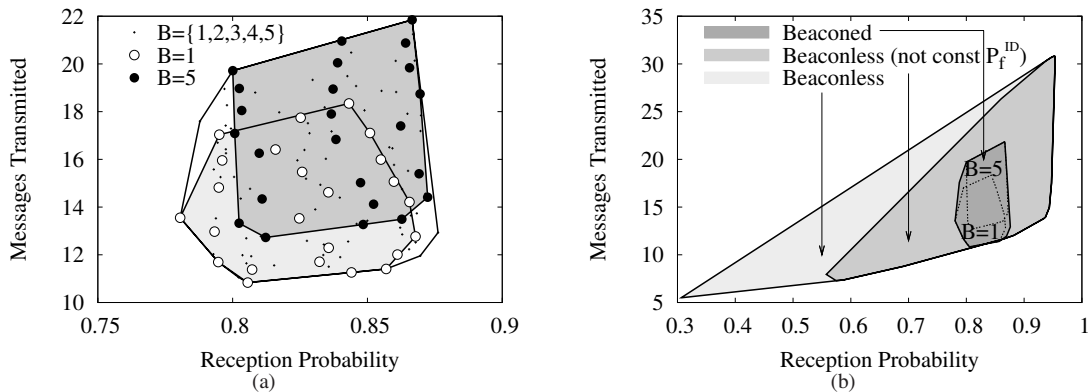 22
20
18
16
14
12
10
Messages Transmitted
B={1,2,3,4,5}
B=1
B=5
0.75 0.8 0.85 0.9
Reception Probability
(a)
35
30
25
20
15
10
5
Messages Transmitted
Beaconed
Beaconless (not const P_f^ID)
Beaconless
B=5
B=1
0.3 0.4 0.5 0.6 0.7 0.8 0.9 1
Reception Probability
(b)